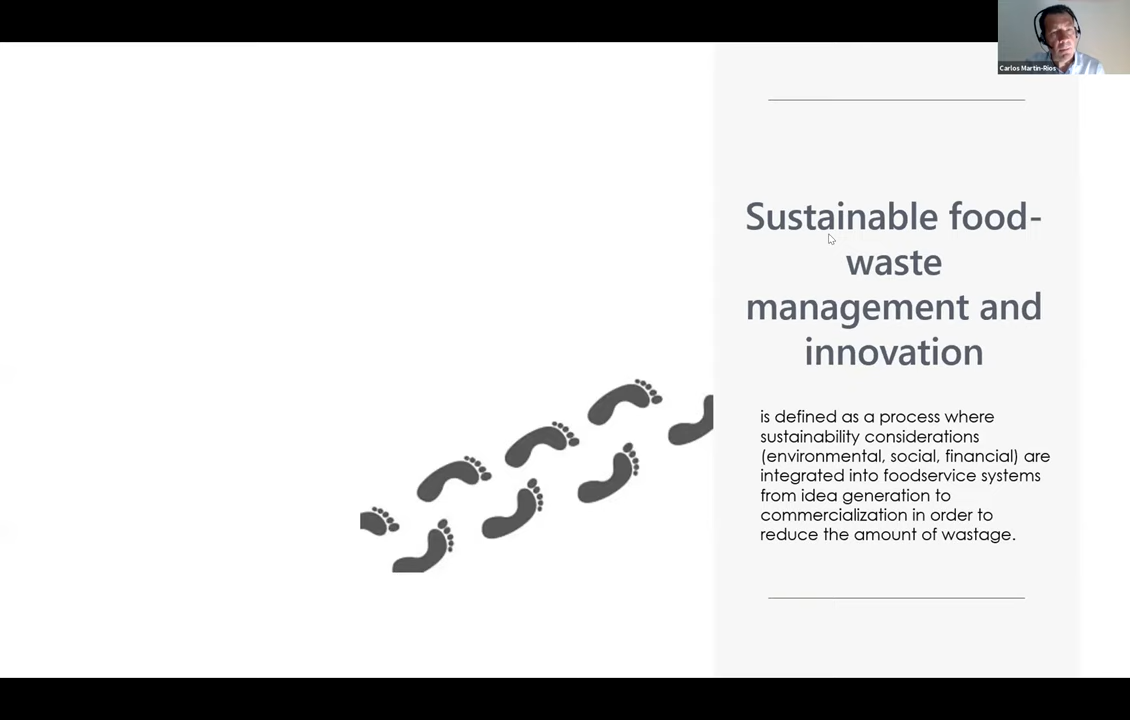 Carlos Martin-Rios
Sustainable food-
waste
management and
innovation
is defined as a process where
sustainability considerations
(environmental, social, financial) are
integrated into foodservice systems
from idea generation to
commercialization in order to
reduce the amount of wastage.